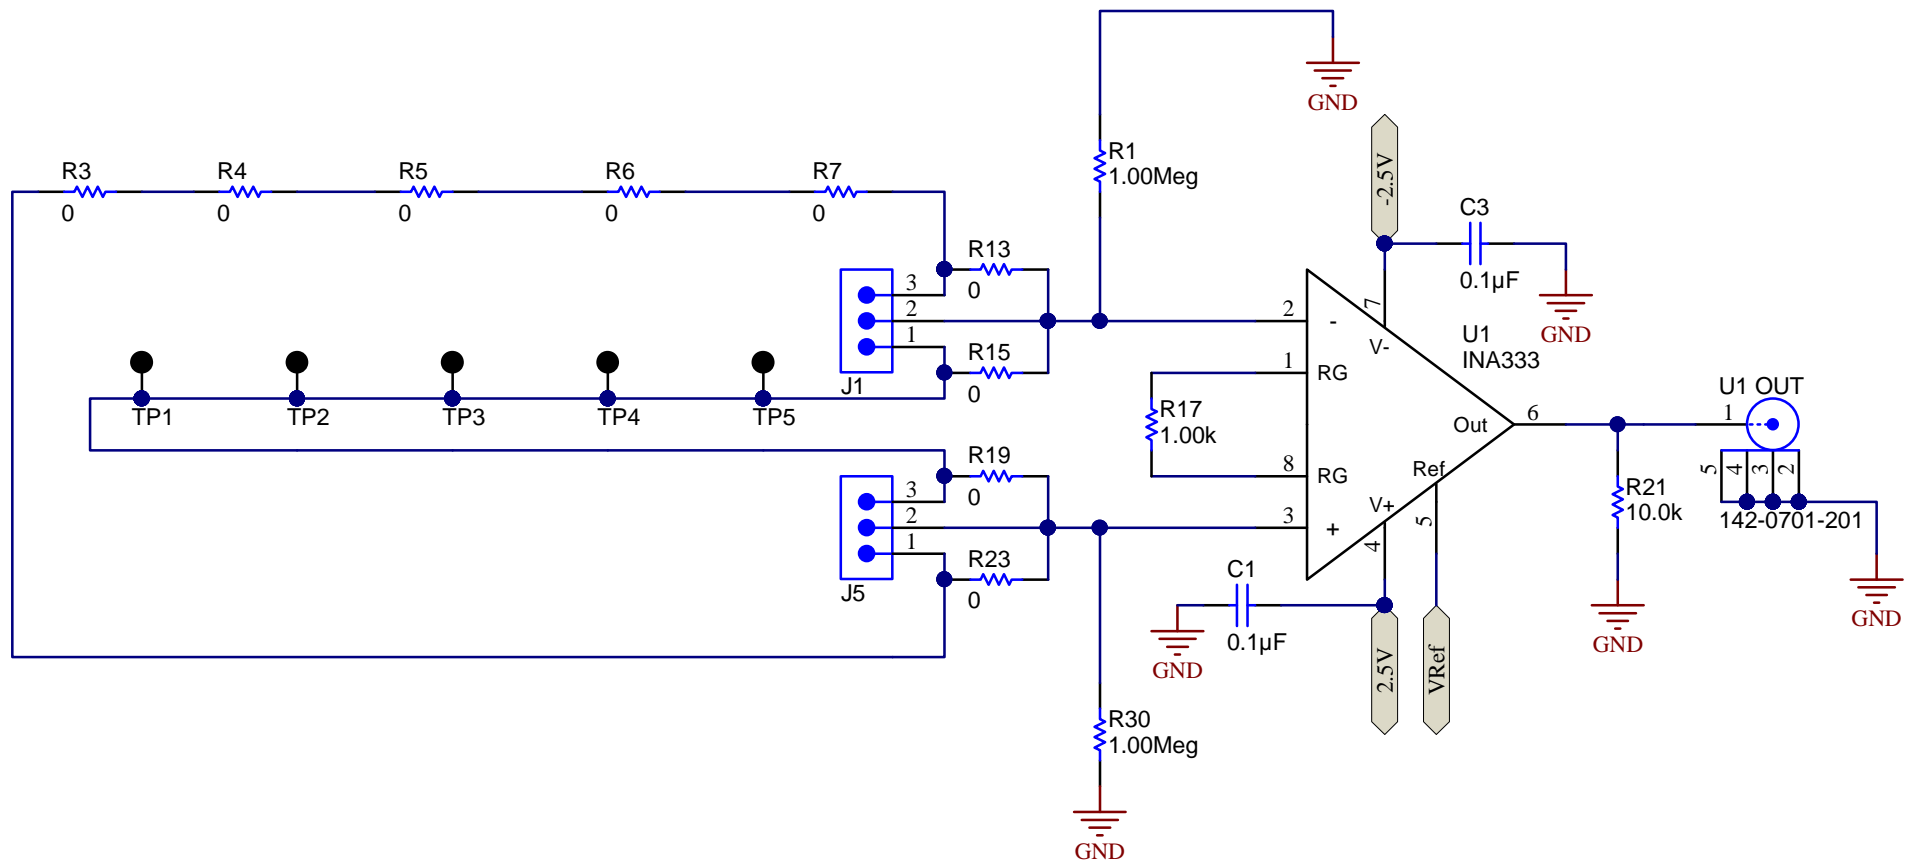 GND
R1
1.00Meg
-2.5V
R3
R4
R5
R6
R7
0
0
0
0
0
C3
0.1µF
GND
R13
0
3
2
1
J1
R15
0
TP1
TP2
TP3
TP4
TP5
2
-
7
V-
U1
INA333
1
RG
R17
1.00k
8
RG
3
+
Out
6
Ref
5
V+
4
U1 OUT
1
5
4
3
2
142-0701-201
GND
R21
10.0k
GND
R19
0
3
2
1
J5
R23
0
C1
0.1µF
GND
2.5V
VRef
R30
1.00Meg
GND